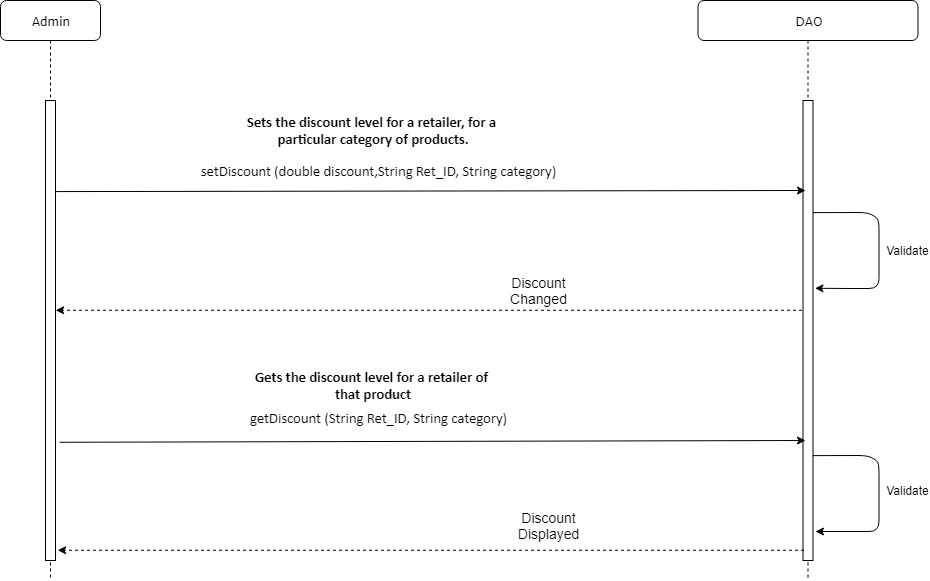 Admin
DAO
Sets the discount level for a retailer, for a
particular category of products.
setDiscount (double discount,String Ret_ID, String category)
Validate
Discount
Changed
Gets the discount level for a retailer of
that product
getDiscount (String Ret_ID, String category)
Validate
Discount
Displayed